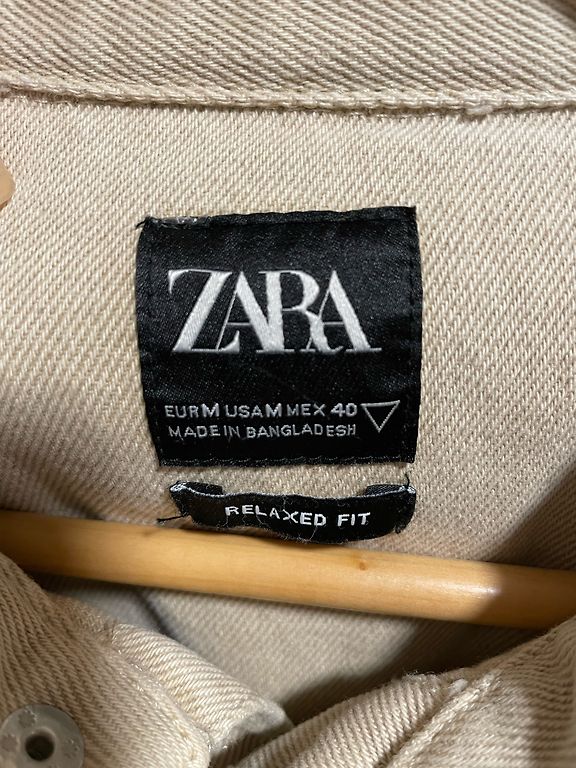 ZARA
EUR M USA M MEX 40
MADE IN BANGLADESH
RELAXED FIT